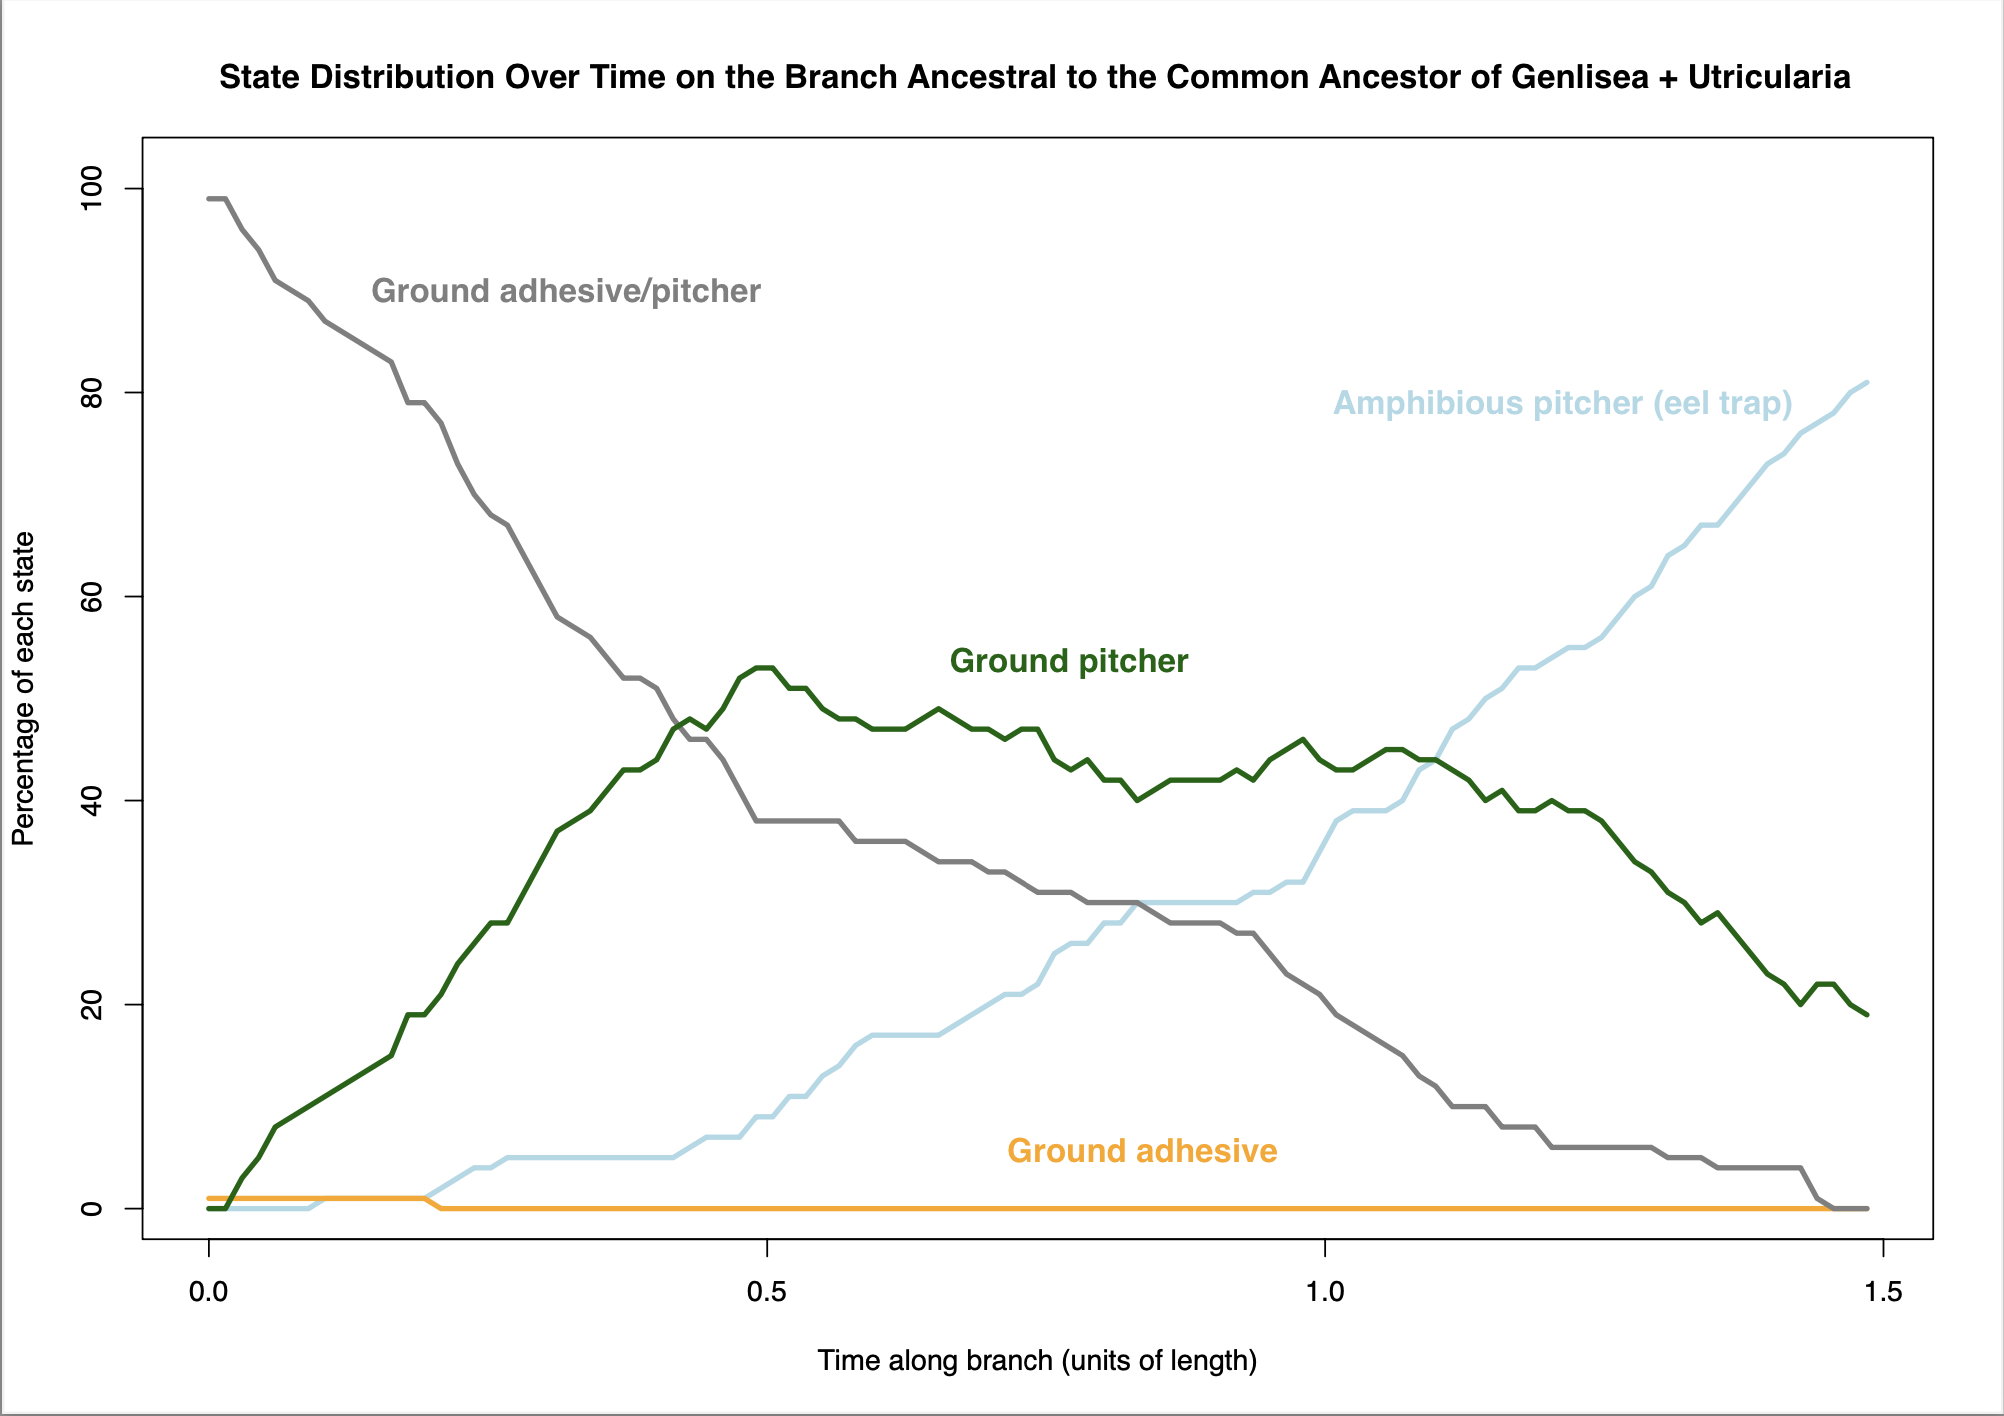 State Distribution Over Time on the Branch Ancestral to the Common Ancestor of Genlisea + Utricularia
100
80
60
40
20
0
Percentage of each state
Ground adhesive/pitcher
Amphibious pitcher (eel trap)
Ground pitcher
Ground adhesive
0.0
0.5
1.0
1.5
Time along branch (units of length)